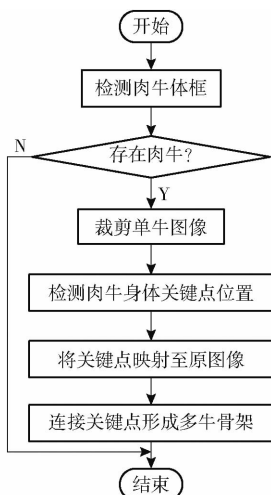 开始
检测肉牛体框
存在肉牛?
N
Y
裁剪单牛图像
检测肉牛身体关键点位置
将关键点映射至原图像
连接关键点形成多牛骨架
结束